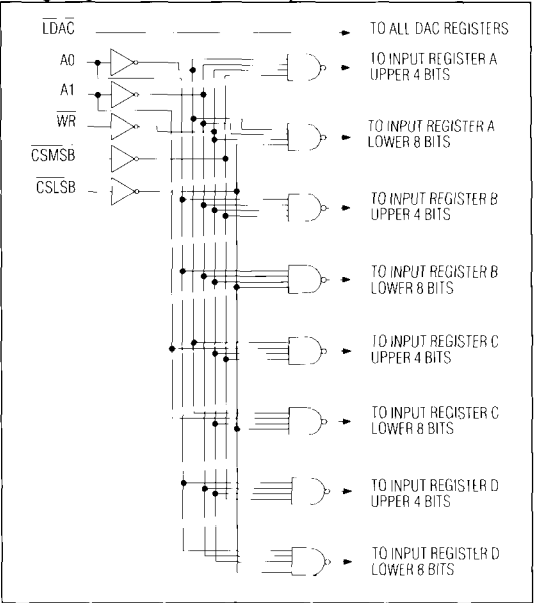 LDAC
TO ALL DAC REGISTERS
A0
TO INPUT REGISTER A
UPPER 4 BITS
A1
WR
TO INPUT REGISTER A
LOWER 8 BITS
CSMSB
CSLSB
TO INPUT REGISTER B
UPPER 4 BITS
TO INPUT REGISTER B
LOWER 8 BITS
TO INPUT REGISTER C
UPPER 4 BITS
TO INPUT REGISTER C
LOWER 8 BITS
TO INPUT REGISTER D
UPPER 4 BITS
TO INPUT REGISTER D
LOWER 8 BITS